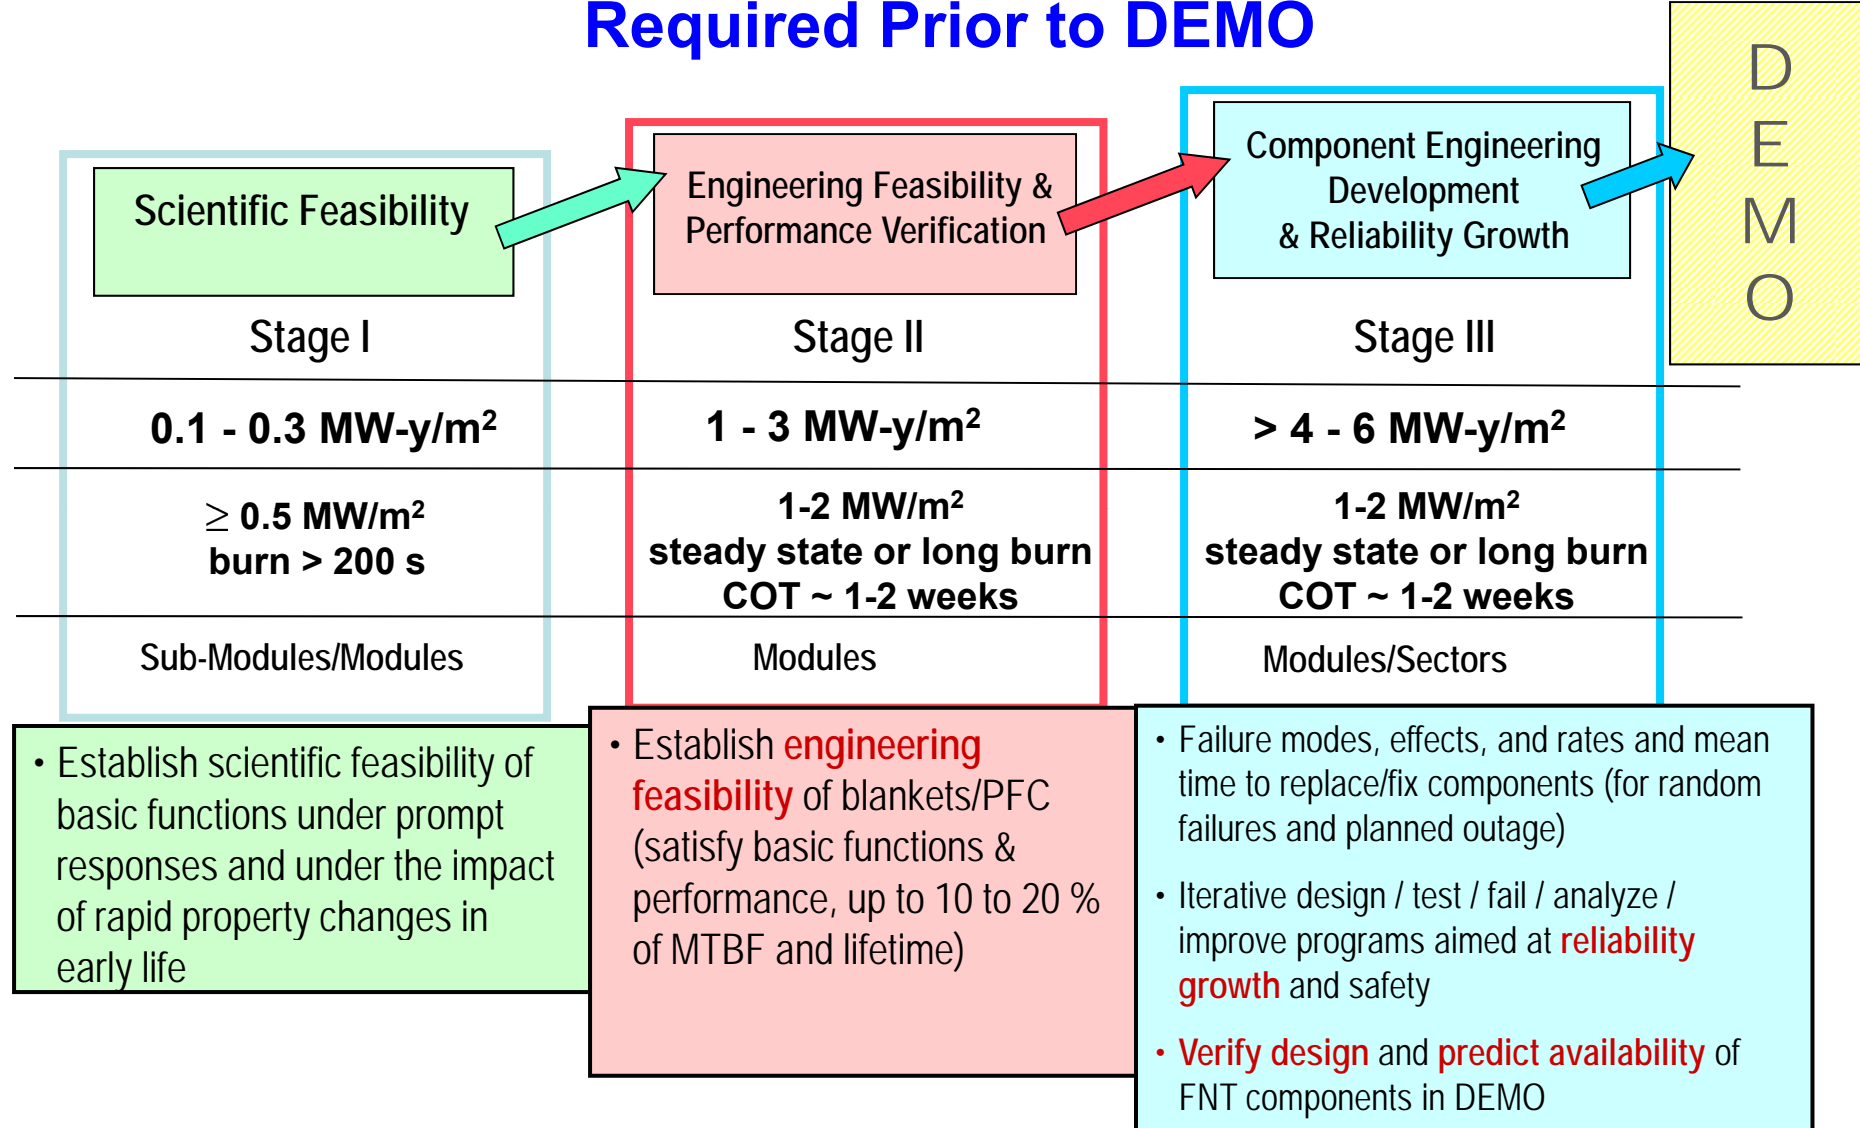 Required Prior to DEMO
D
E
M
O
Scientific Feasibility
Engineering Feasibility &
Performance Verification
Component Engineering
Development
& Reliability Growth
Stage I
Stage II
Stage III
0.1 - 0.3 MW-y/m²
1 - 3 MW-y/m²
> 4 - 6 MW-y/m²
≥ 0.5 MW/m²
burn > 200 s
1-2 MW/m²
steady state or long burn
COT ~ 1-2 weeks
1-2 MW/m²
steady state or long burn
COT ~ 1-2 weeks
Sub-Modules/Modules
Modules
Modules/Sectors
• Establish scientific feasibility of
basic functions under prompt
responses and under the impact
of rapid property changes in
early life
• Establish engineering
feasibility of blankets/PFC
(satisfy basic functions &
performance, up to 10 to 20 %
of MTBF and lifetime)
• Failure modes, effects, and rates and mean
time to replace/fix components (for random
failures and planned outage)
• Iterative design / test / fail / analyze /
improve programs aimed at reliability
growth and safety
• Verify design and predict availability of
FNT components in DEMO